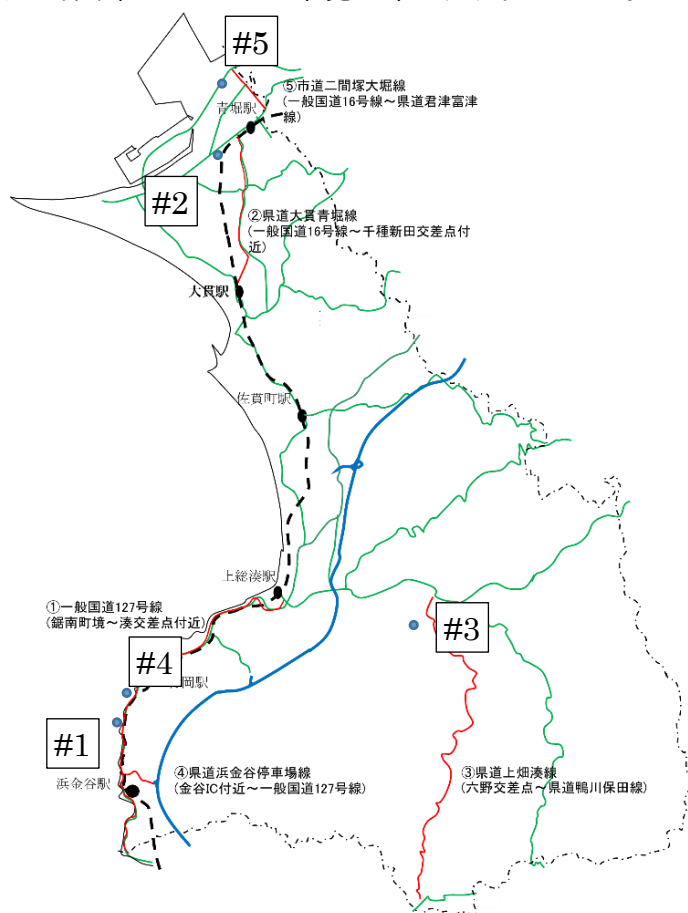 #5
⑤市道二間塚大堀線
(一般国道16号線～県道君津富津
線)
青堀駅
#2
②県道大貫青堀線
(一般国道16号線～千種新田交差点付
近)
大貫駅
佐貫町駅
上総湊駅
①一般国道127号線
(鋸南町境～湊交差点付近)
#3
#4
岡駅
#1
浜金谷駅
④県道浜金谷停車場線
(金谷IC付近～一般国道127号線)
③県道上畑湊線
(六野交差点～県道鴨川保田線)